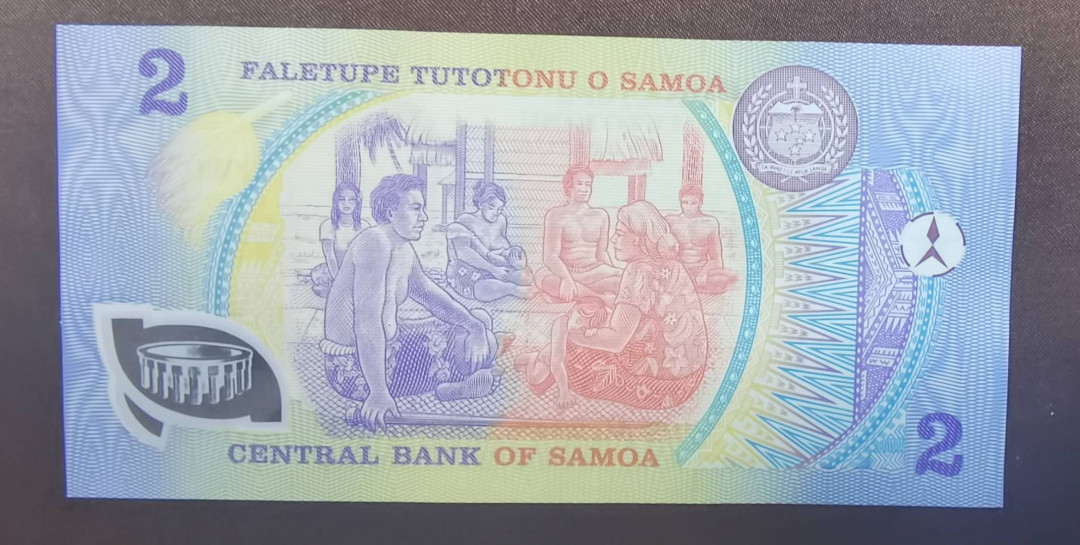 2
FALETUPE TUTOTONU O SAMOA
CENTRAL BANK OF SAMOA
2